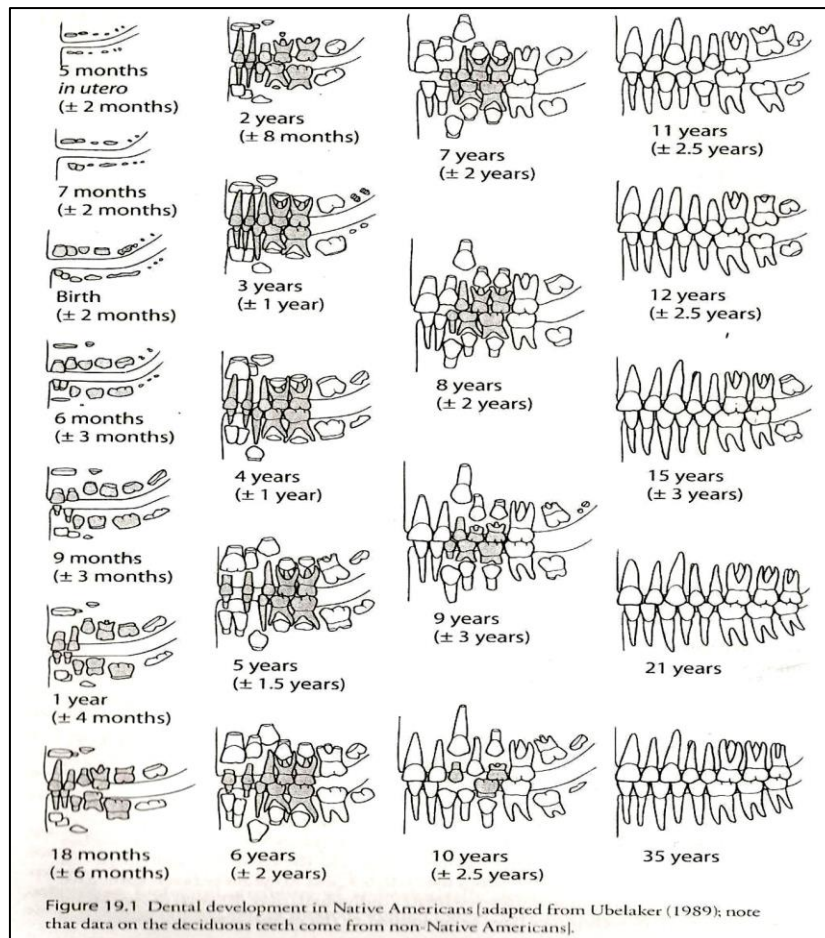 5 months
in utero
(± 2 months)
7 months
(± 2 months)
Birth
(± 2 months)
6 months
(± 3 months)
9 months
(± 3 months)
1 year
(± 4 months)
18 months
(± 6 months)
2 years
(± 8 months)
3 years
(± 1 year)
4 years
(± 1 year)
5 years
(± 1.5 years)
6 years
(± 2 years)
7 years
(± 2 years)
8 years
(± 2 years)
9 years
(± 3 years)
10 years
(± 2.5 years)
11 years
(± 2.5 years)
12 years
(± 2.5 years)
15 years
(± 3 years)
21 years
35 years
Figure 19.1 Dental development in Native Americans [adapted from Ubelaker (1989); note
that data on the deciduous teeth come from non-Native Americans].